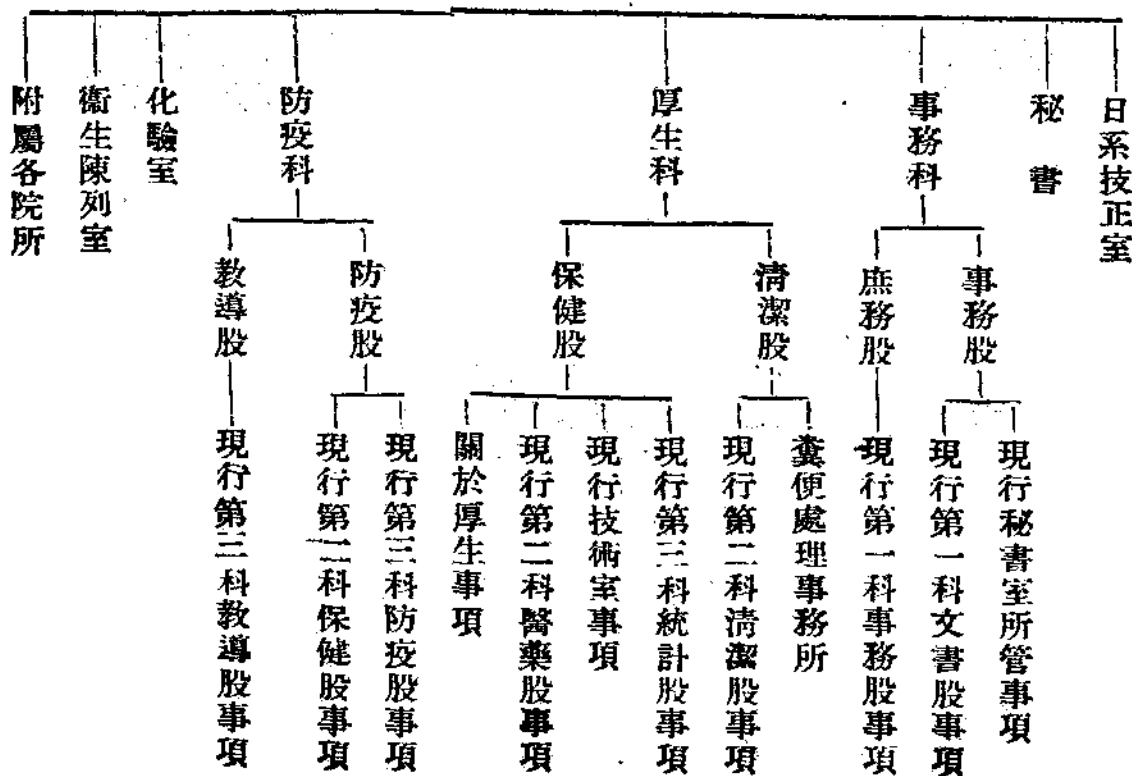 日系技正室
秘書
事務科
厚生科
防疫科
化驗室
衞生陳列室
附屬各院所
事務股
庶務股
清潔股
保健股
防疫股
教導股
現行秘書室所管事項
現行第一科文書股事項
現行第一科事務股事項
糞便處理事務所
現行第二科清潔股事項
現行第三科統計股事項
現行技術室事項
現行第二科醫藥股事項
關於厚生事項
現行第三科防疫股事項
現行第二科保健股事項
現行第三科教導股事項